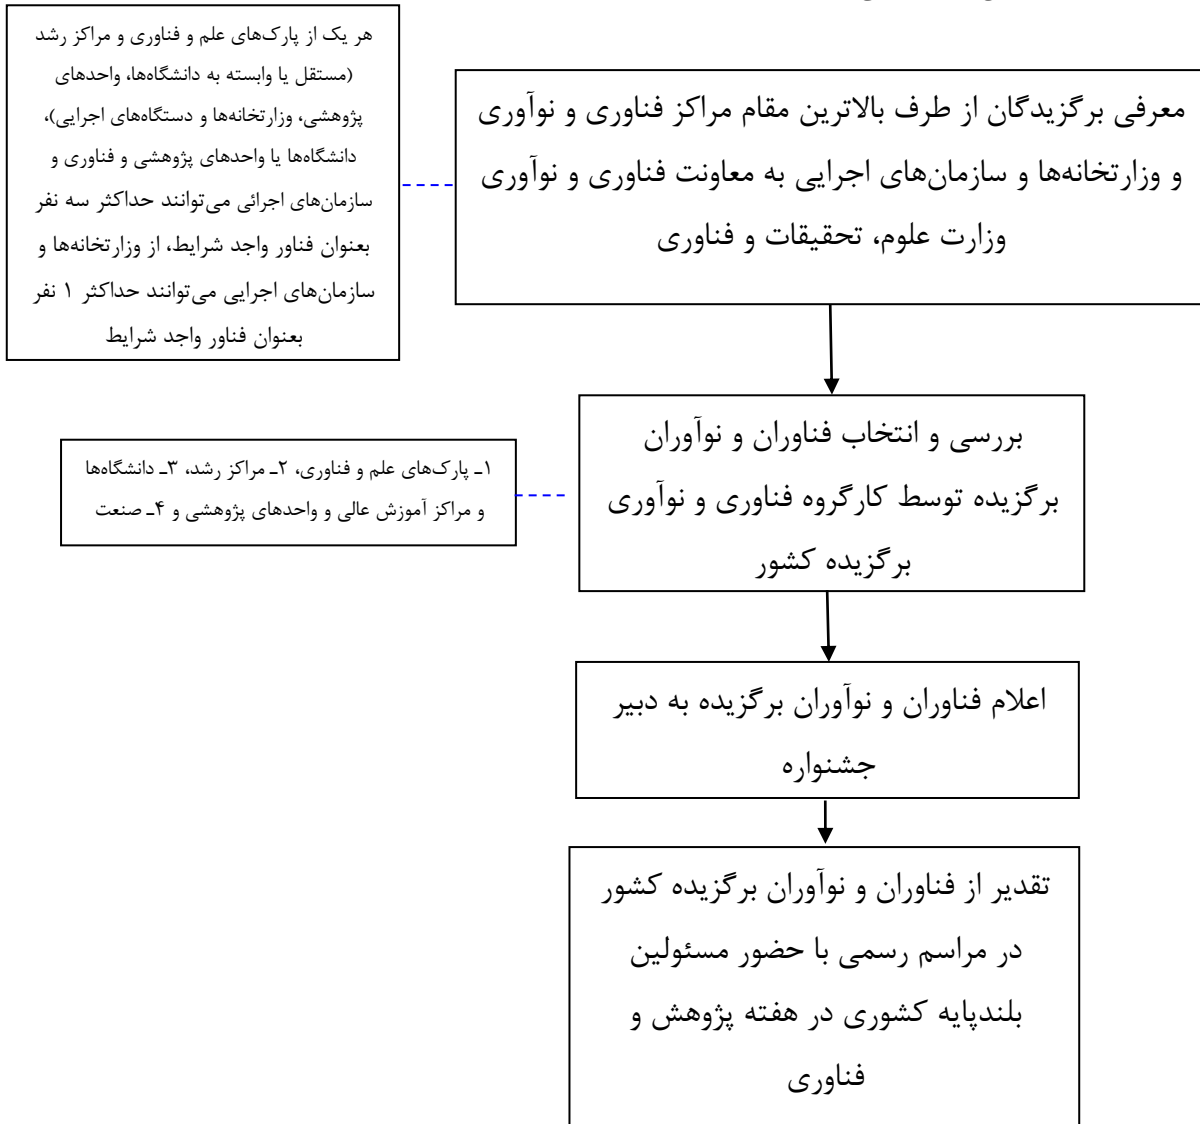 هر یک از پارک‌های علم و فناوری و مراکز رشد
(مستقل یا وابسته به دانشگاه‌ها، واحدهای
پژوهشی، وزارتخانه‌ها و دستگاه‌های اجرایی)،
دانشگاه‌ها یا واحدهای پژوهشی و فناوری و
سازمان‌های اجرائی می‌توانند حداکثر سه نفر
بعنوان فناور واجد شرایط، از وزارتخانه‌ها و
سازمان‌های اجرایی می‌توانند حداکثر ۱ نفر
بعنوان فناور واجد شرایط
معرفی برگزیدگان از طرف بالاترین مقام مراکز فناوری و نوآوری
و وزارتخانه‌ها و سازمان‌های اجرایی به معاونت فناوری و نوآوری
وزارت علوم، تحقیقات و فناوری
بررسی و انتخاب فناوران و نوآوران
برگزیده توسط کارگروه فناوری و نوآوری
برگزیده کشور
۱ـ پارک‌های علم و فناوری، ۲ـ مراکز رشد، ۳ـ دانشگاه‌ها
و مراکز آموزش عالی و واحدهای پژوهشی و ۴ـ صنعت
اعلام فناوران و نوآوران برگزیده به دبیر
جشنواره
تقدیر از فناوران و نوآوران برگزیده کشور
در مراسم رسمی با حضور مسئولین
بلندپایه کشوری در هفته پژوهش و
فناوری